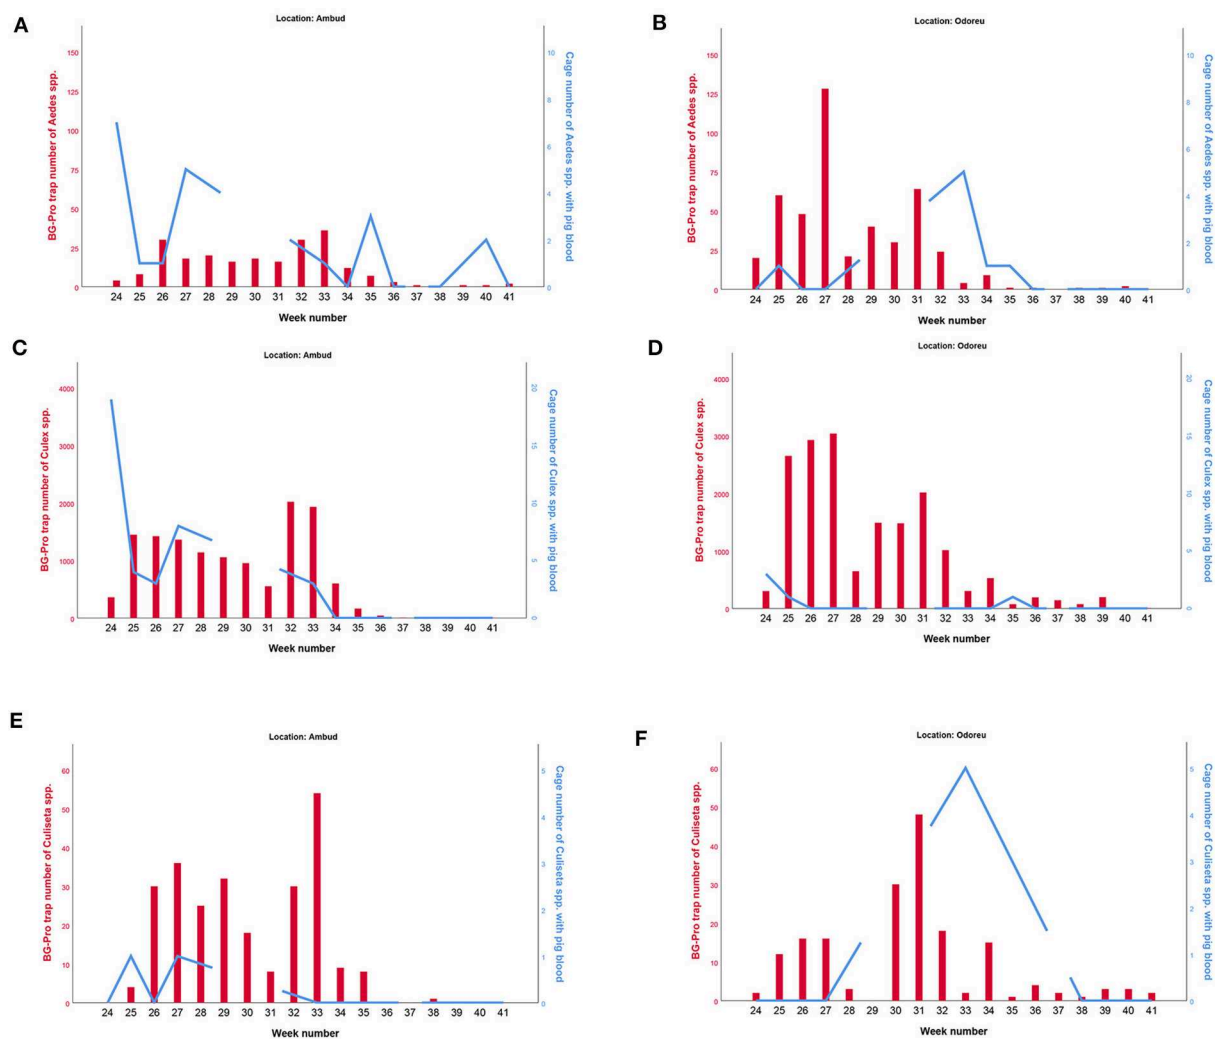 A
Location: Ambud
BG-Pro trap number of Aedes spp.
150
125
100
75
50
25
0
10
8
6
4
2
0
Cage number of Aedes spp. with pig blood
24 25 26 27 28 29 30 31 32 33 34 35 36 37 38 39 40 41
Week number
B
Location: Odoreu
BG-Pro trap number of Aedes spp.
150
125
100
75
50
25
0
10
8
6
4
2
0
Cage number of Aedes spp. with pig blood
24 25 26 27 28 29 30 31 32 33 34 35 36 37 38 39 40 41
Week number
C
Location: Ambud
BG-Pro trap number of Culex spp.
4000
3000
2000
1000
0
20
15
10
5
0
Cage number of Culex spp. with pig blood
24 25 26 27 28 29 30 31 32 33 34 35 36 37 38 39 40 41
Week number
D
Location: Odoreu
BG-Pro trap number of Culex spp.
4000
3000
2000
1000
0
20
15
10
5
0
Cage number of Culex spp. with pig blood
24 25 26 27 28 29 30 31 32 33 34 35 36 37 38 39 40 41
Week number
E
Location: Ambud
BG-Pro trap number of Culiseta spp.
60
50
40
30
20
10
0
5
4
3
2
1
0
Cage number of Culiseta spp. with pig blood
24 25 26 27 28 29 30 31 32 33 34 35 36 37 38 39 40 41
Week number
F
Location: Odoreu
BG-Pro trap number of Culiseta spp.
60
50
40
30
20
10
0
5
4
3
2
1
0
Cage number of Culiseta spp. with pig blood
24 25 26 27 28 29 30 31 32 33 34 35 36 37 38 39 40 41
Week number